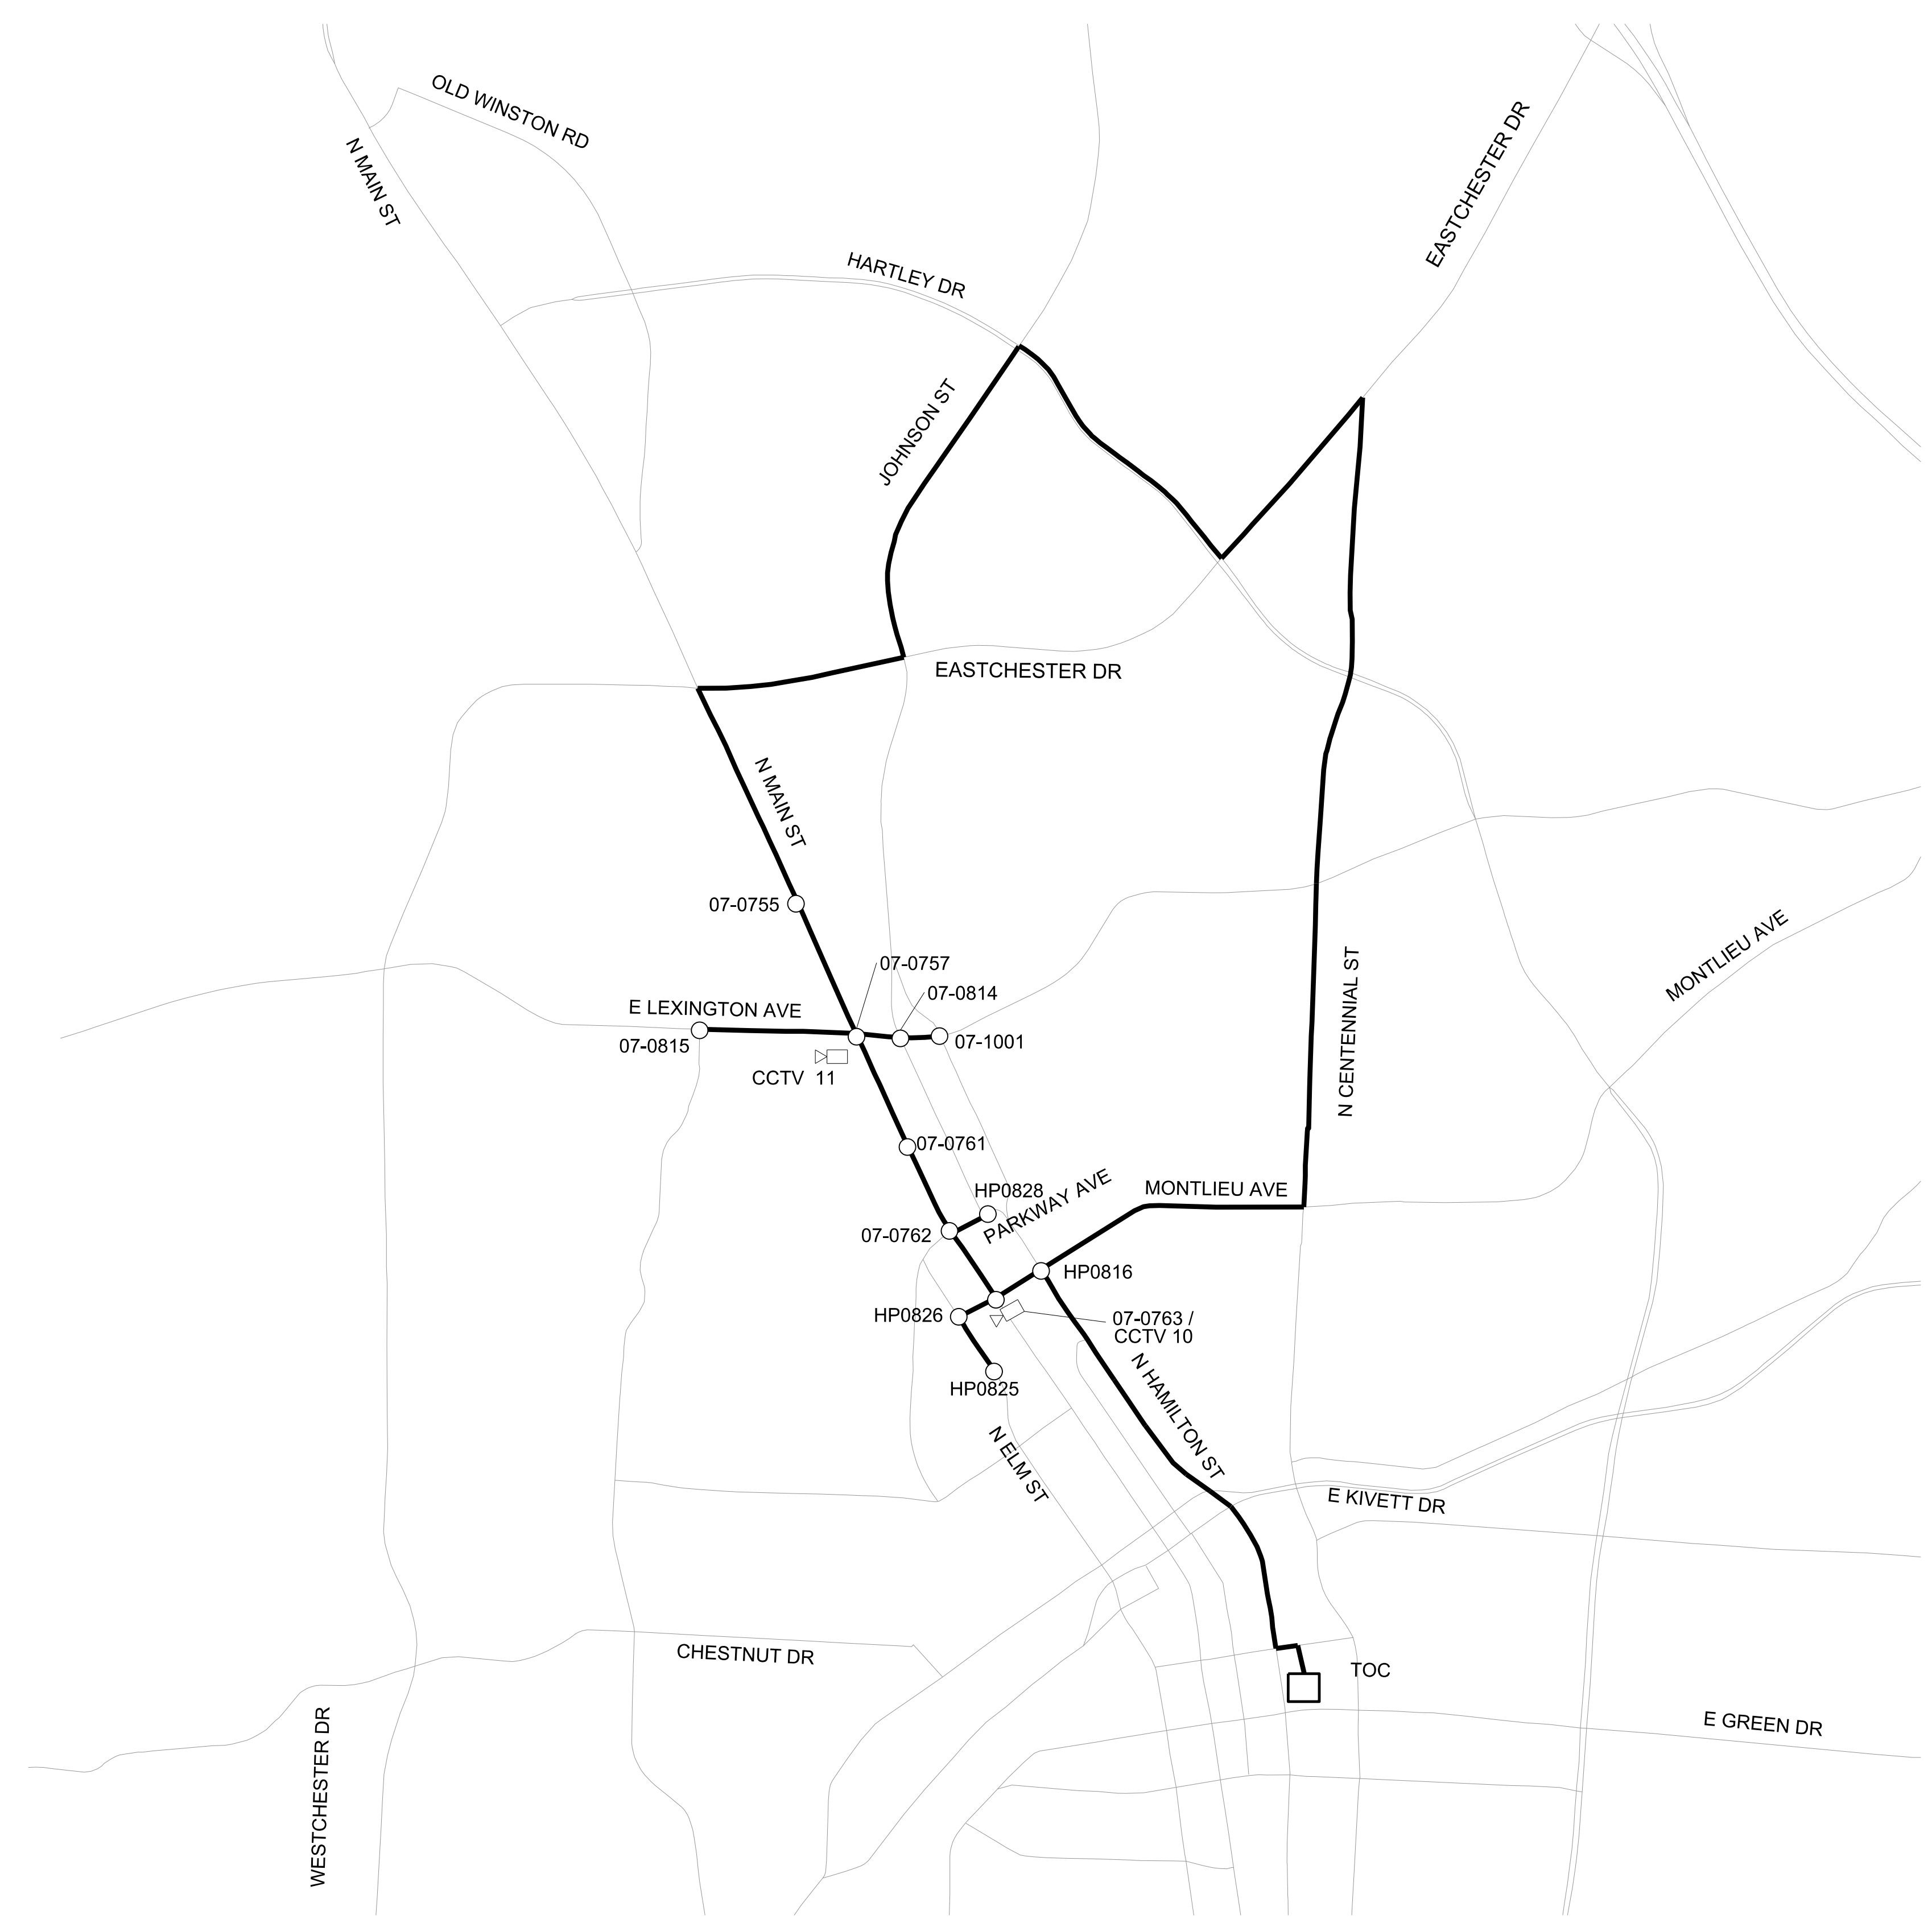 OLD WINSTON RD
N MAIN ST
EASTCHESTER DR
HARTLEY DR
JOHNSON ST
EASTCHESTER DR
N MAIN ST
07-0755
MONTLIEU AVE
07-0757
07-0814
E LEXINGTON AVE
07-0815
07-1001
CCTV 11
N CENTENNIAL ST
07-0761
HP0828
PARKWAY AVE
MONTLIEU AVE
07-0762
HP0816
HP0826
07-0763 /
CCTV 10
HP0825
N HAMILTON ST
N ELM ST
E KIVETT DR
CHESTNUT DR
TOC
WESTCHESTER DR
E GREEN DR